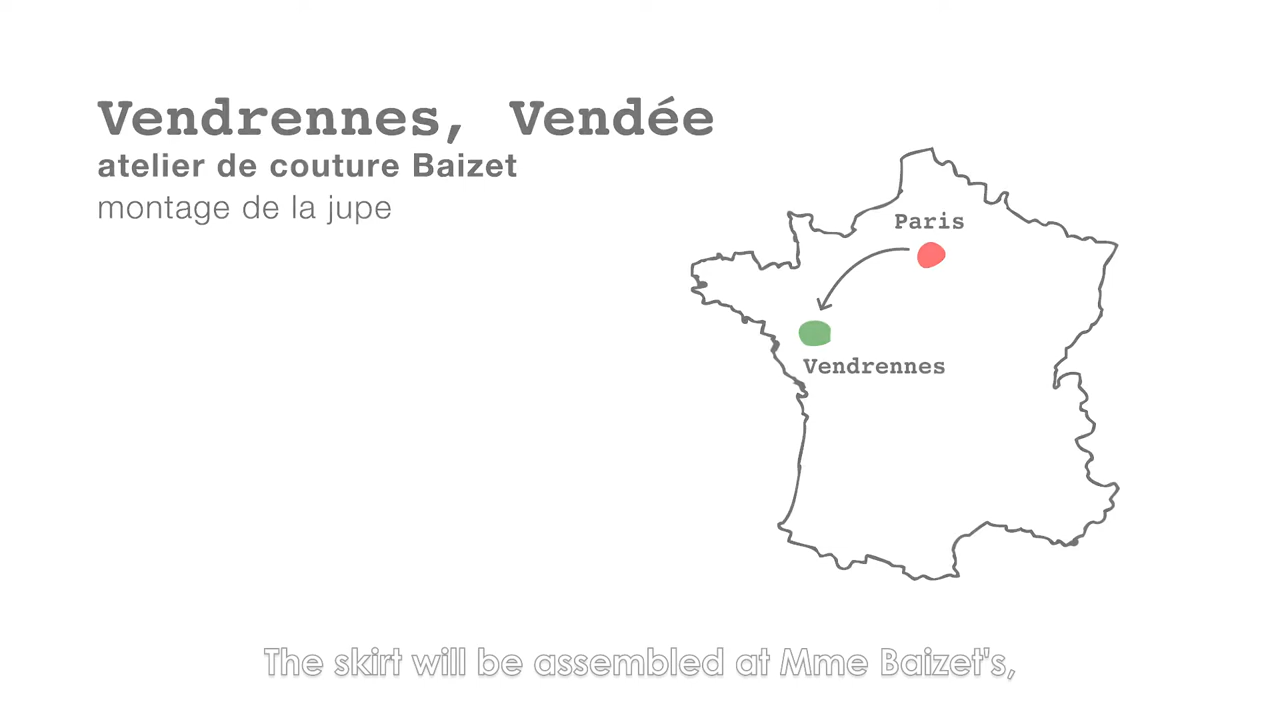 Vendrennes, Vendée
atelier de couture Baizet
montage de la jupe
Paris
Vendrennes
The skirt will be assembled at Mme Baizet's,